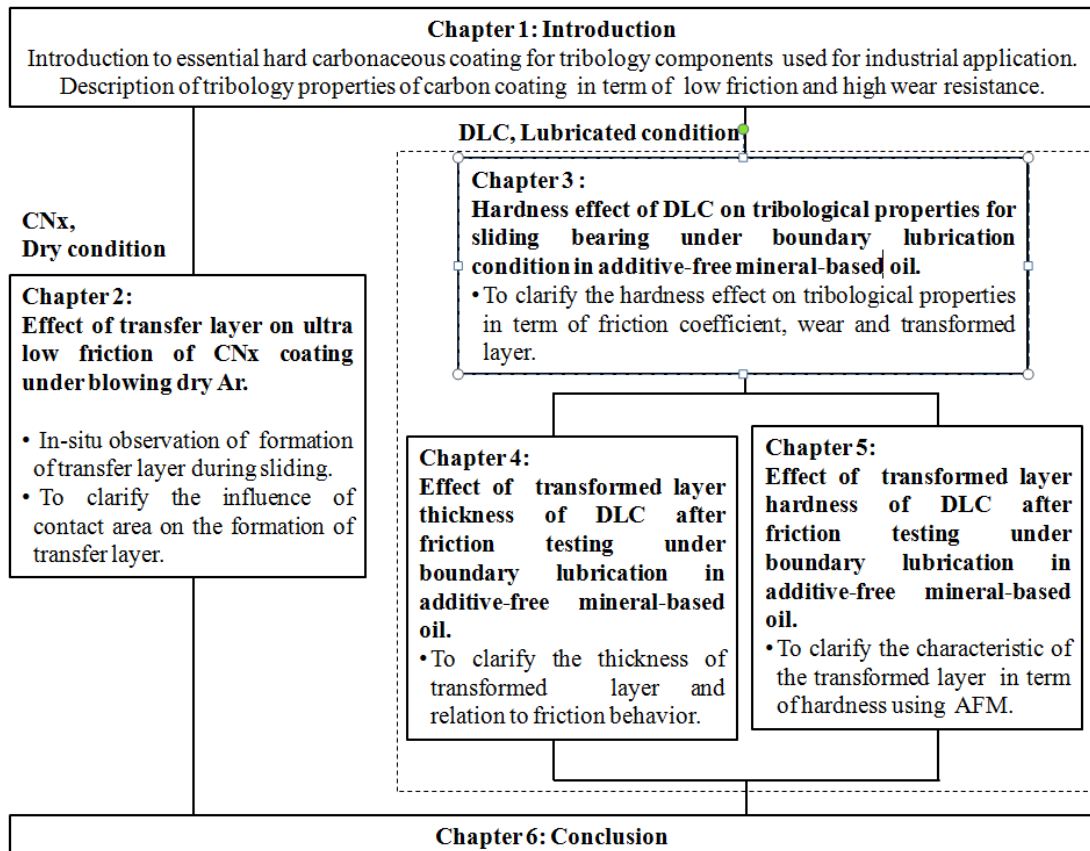 Chapter 1: Introduction
Introduction to essential hard carbonaceous coating for tribology components used for industrial application.
Description of tribology properties of carbon coating in term of low friction and high wear resistance.
CNx,
Dry condition
Chapter 2:
Effect of transfer layer on ultra
low friction of CNx coating
under blowing dry Ar.
• In-situ observation of formation
of transfer layer during sliding.
• To clarify the influence of
contact area on the formation of
transfer layer.
DLC, Lubricated condition
Chapter 3 :
Hardness effect of DLC on tribological properties for
sliding bearing under boundary lubrication
condition in additive-free mineral-based oil.
• To clarify the hardness effect on tribological properties
in term of friction coefficient, wear and transformed
layer.
Chapter 4:
Effect of transformed layer
thickness of DLC after
friction testing under
boundary lubrication in
additive-free mineral-based
oil.
• To clarify the thickness of
transformed layer and
relation to friction behavior.
Chapter 5:
Effect of transformed layer
hardness of DLC after
friction testing under
boundary lubrication in
additive-free mineral-based
oil.
• To clarify the characteristic of
the transformed layer in term
of hardness using AFM.
Chapter 6: Conclusion